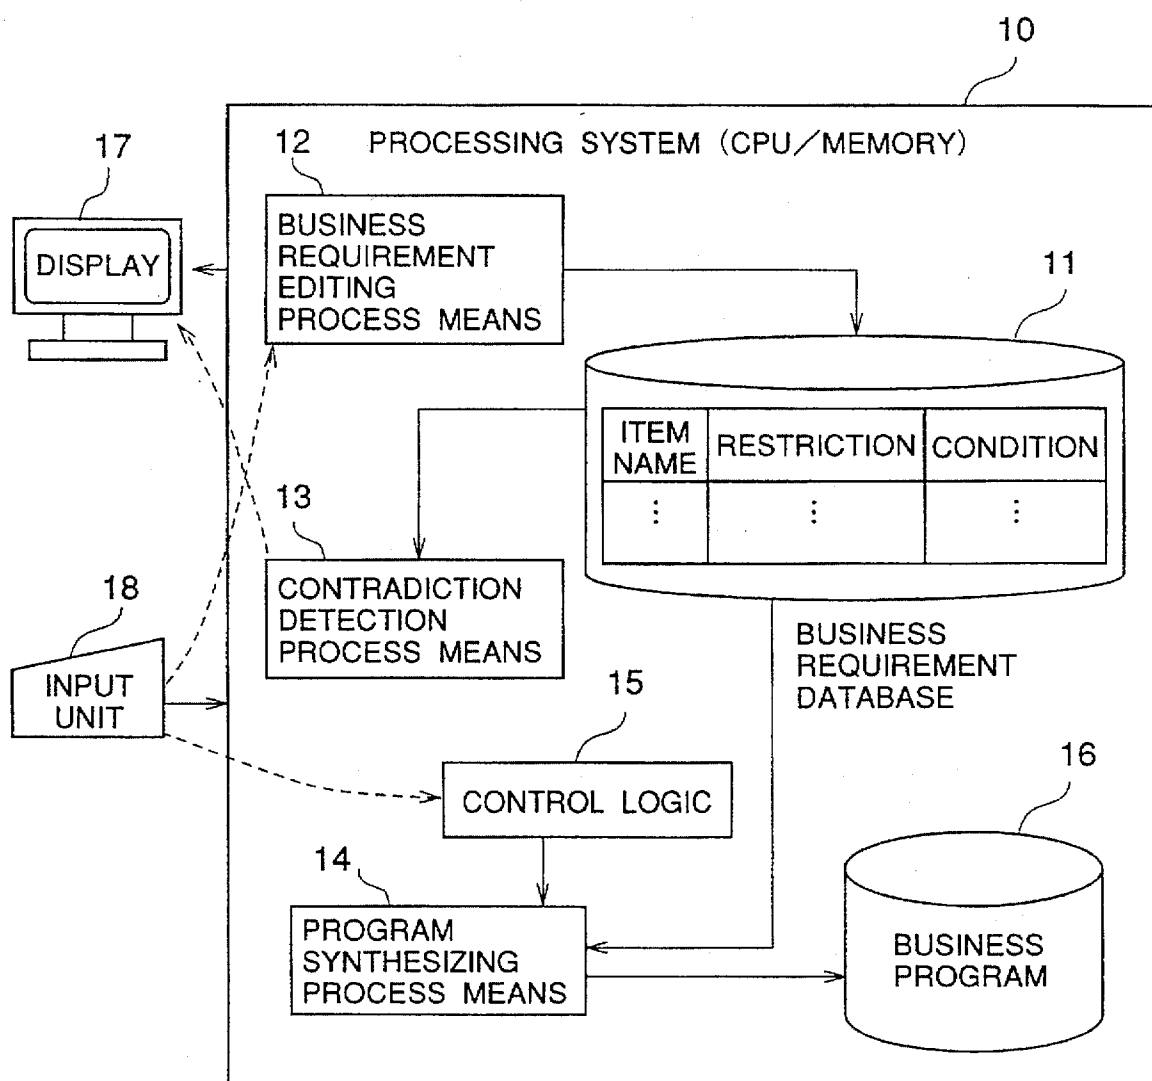 10
PROCESSING SYSTEM (CPU/MEMORY)
17
12
DISPLAY
BUSINESS
REQUIREMENT
EDITING
PROCESS MEANS
11
ITEM
NAME
RESTRICTION
CONDITION
⋮
⋮
⋮
13
CONTRADICTION
DETECTION
PROCESS MEANS
18
INPUT
UNIT
BUSINESS
REQUIREMENT
DATABASE
15
CONTROL LOGIC
16
14
PROGRAM
SYNTHESIZING
PROCESS MEANS
BUSINESS
PROGRAM